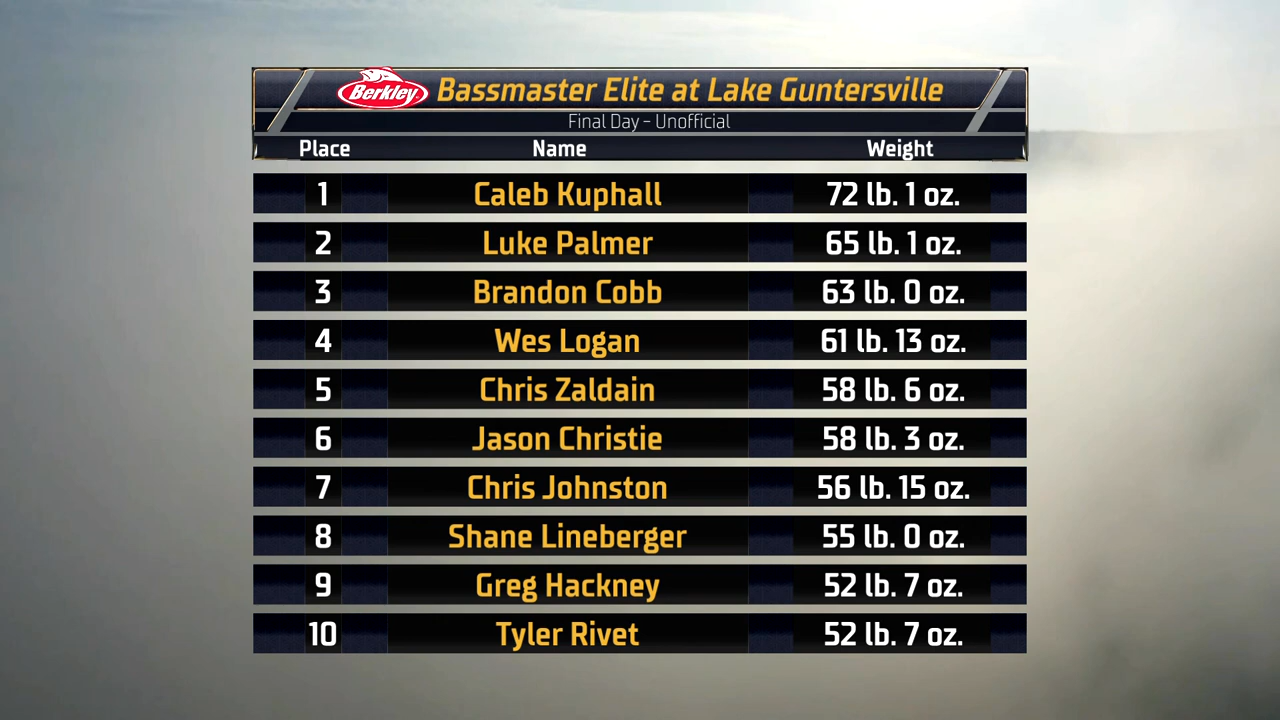 Berkley Bassmaster Elite at Lake Guntersville
Final Day - Unofficial
Place Name Weight
1 Caleb Kuphall 72 lb. 1 oz.
2 Luke Palmer 65 lb. 1 oz.
3 Brandon Cobb 63 lb. 0 oz.
4 Wes Logan 61 lb. 13 oz.
5 Chris Zaldain 58 lb. 6 oz.
6 Jason Christie 58 lb. 3 oz.
7 Chris Johnston 56 lb. 15 oz.
8 Shane Lineberger 55 lb. 0 oz.
9 Greg Hackney 52 lb. 7 oz.
10 Tyler Rivet 52 lb. 7 oz.